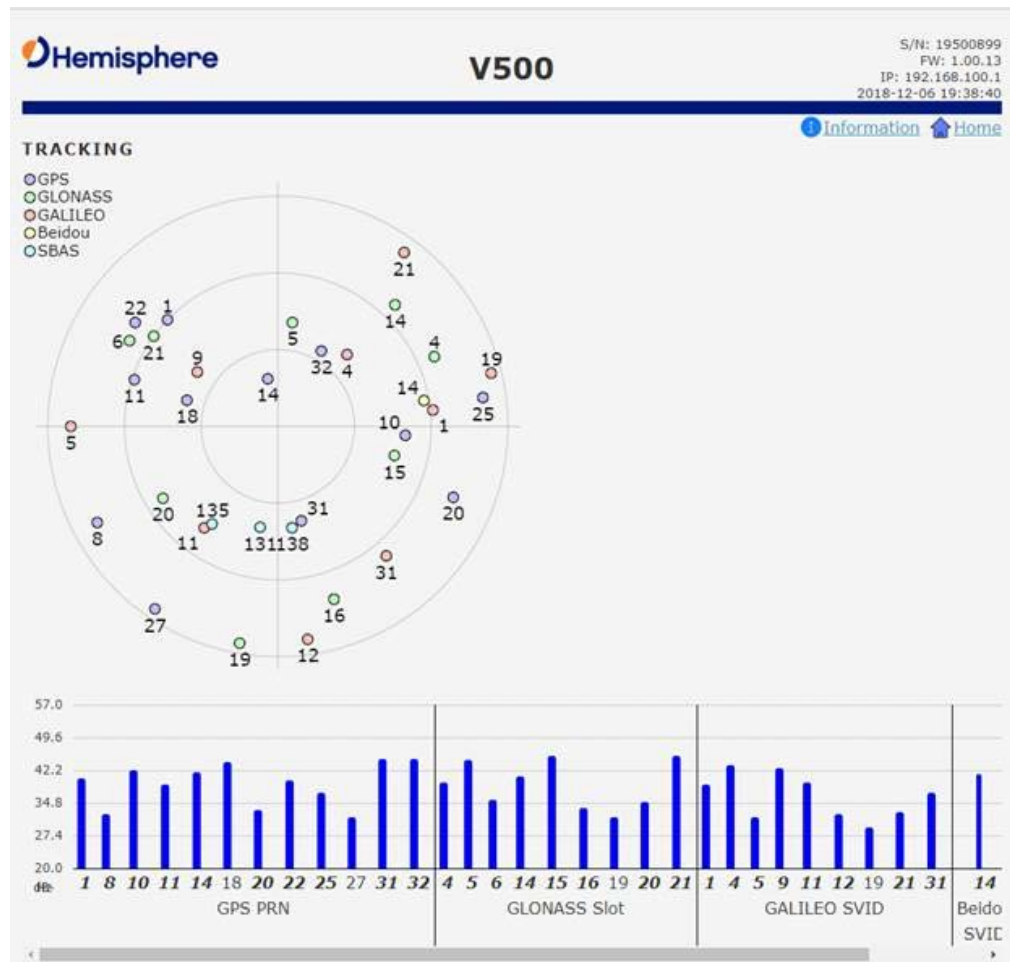 Hemisphere
V500
S/N: 19500899
FW: 1.00.13
IP: 192.168.100.1
2018-12-06 19:38:40
Information Home
TRACKING
GPS
GLONASS
GALILEO
Beidou
SBAS
21
22 1
14
5
6 21
4
9
32 4
19
11
14
14
18
25
10 1
5
15
20
20
135
31
8
11
131 138
31
16
27
19
12
57.0
49.6
42.2
34.8
27.4
20.0
1 8 10 11 14 18 20 22 25 27 31 32 4 5 6 14 15 16 19 20 21 1 4 5 9 11 12 19 21 31 14
GPS PRN GLONASS Slot GALILEO SVID Beido
SVID